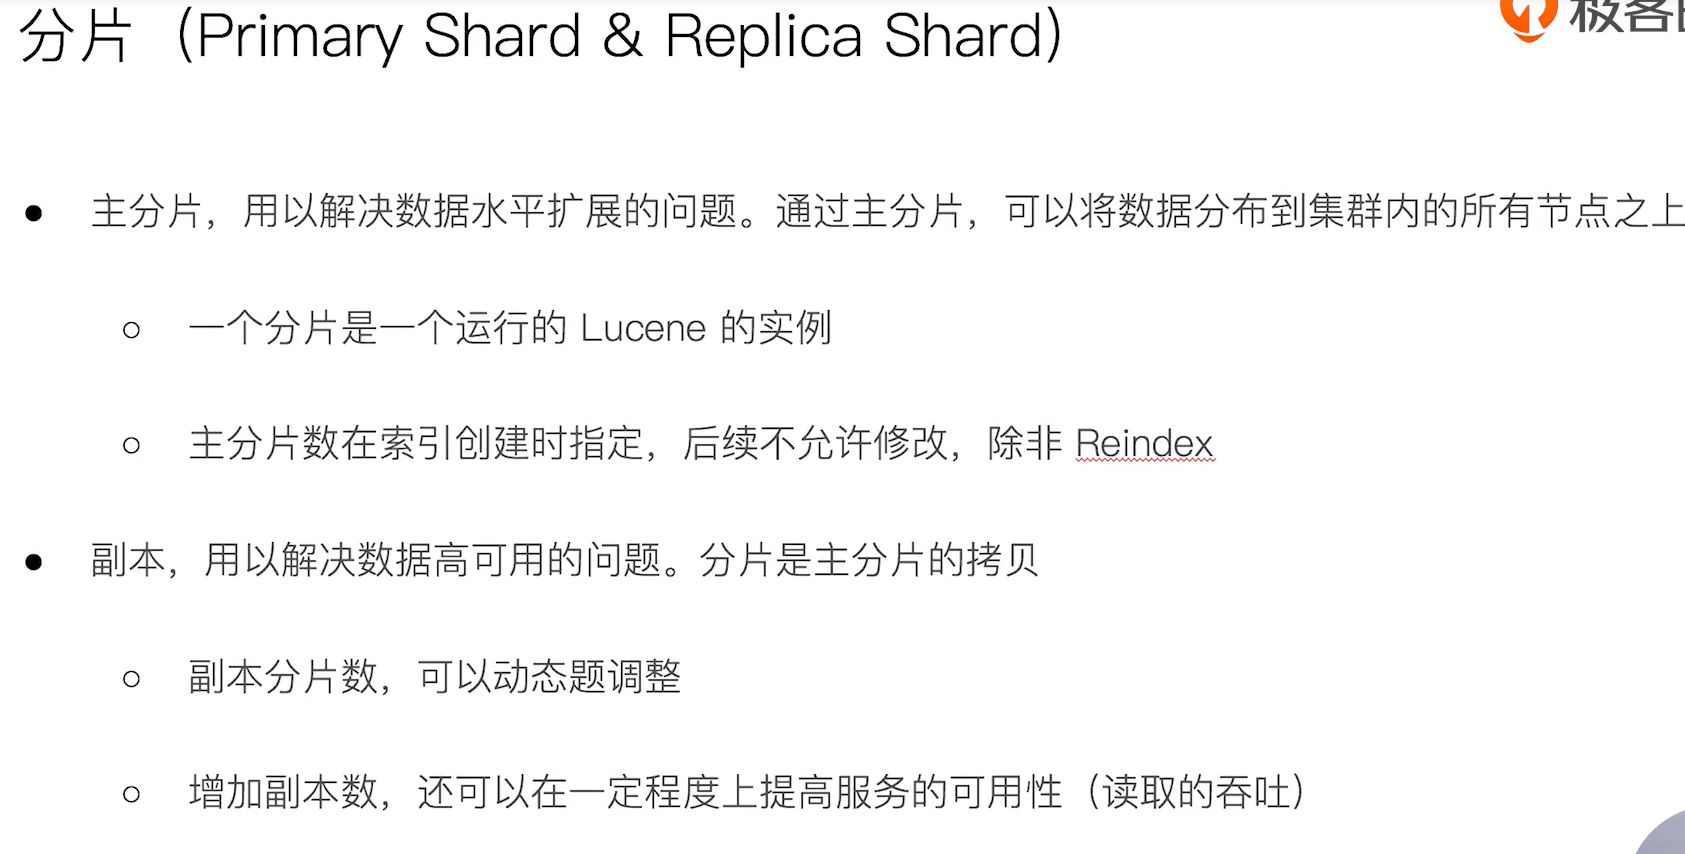 分片（Primary Shard & Replica Shard）
极客
主分片，用以解决数据水平扩展的问题。通过主分片，可以将数据分布到集群内的所有节点之上
一个分片是一个运行的 Lucene 的实例
主分片数在索引创建时指定，后续不允许修改，除非 Reindex
副本，用以解决数据高可用的问题。分片是主分片的拷贝
副本分片数，可以动态题调整
增加副本数，还可以在一定程度上提高服务的可用性（读取的吞吐）